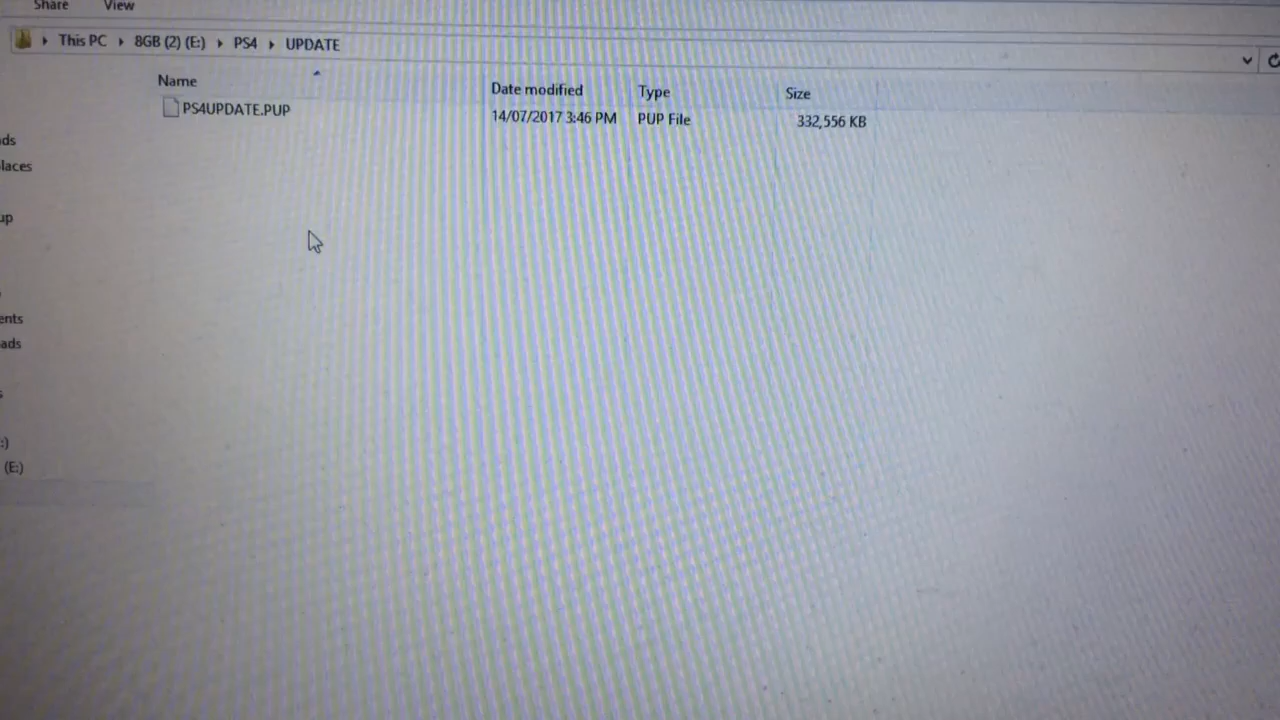 Share View
This PC 8GB (2) (E:) PS4 UPDATE
Name Date modified Type Size
PS4UPDATE.PUP 14/07/2017 3:46 PM PUP File 332,556 KB
ds
laces
up
ents
ads
:)
(E:)